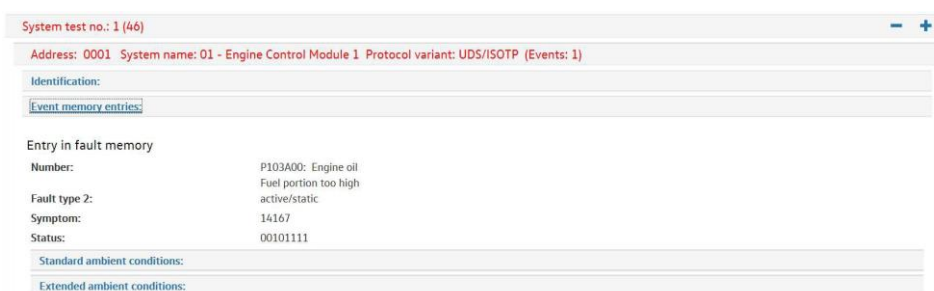 System test no.: 1 (46)
Address: 0001 System name: 01 - Engine Control Module 1 Protocol variant: UDS/ISOTP (Events: 1)
Identification:
Event memory entries:
Entry in fault memory
Number: P103A00: Engine oil
Fuel portion too high
Fault type 2: active/static
Symptom: 14167
Status: 00101111
Standard ambient conditions:
Extended ambient conditions: